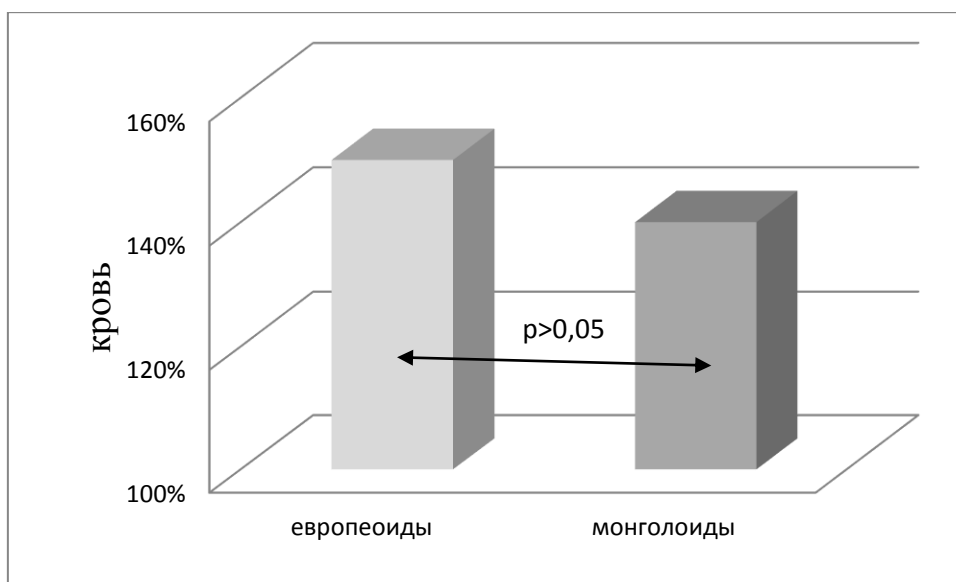 160%
140%
120%
100%
кровь
p>0,05
европеоиды
монголоиды